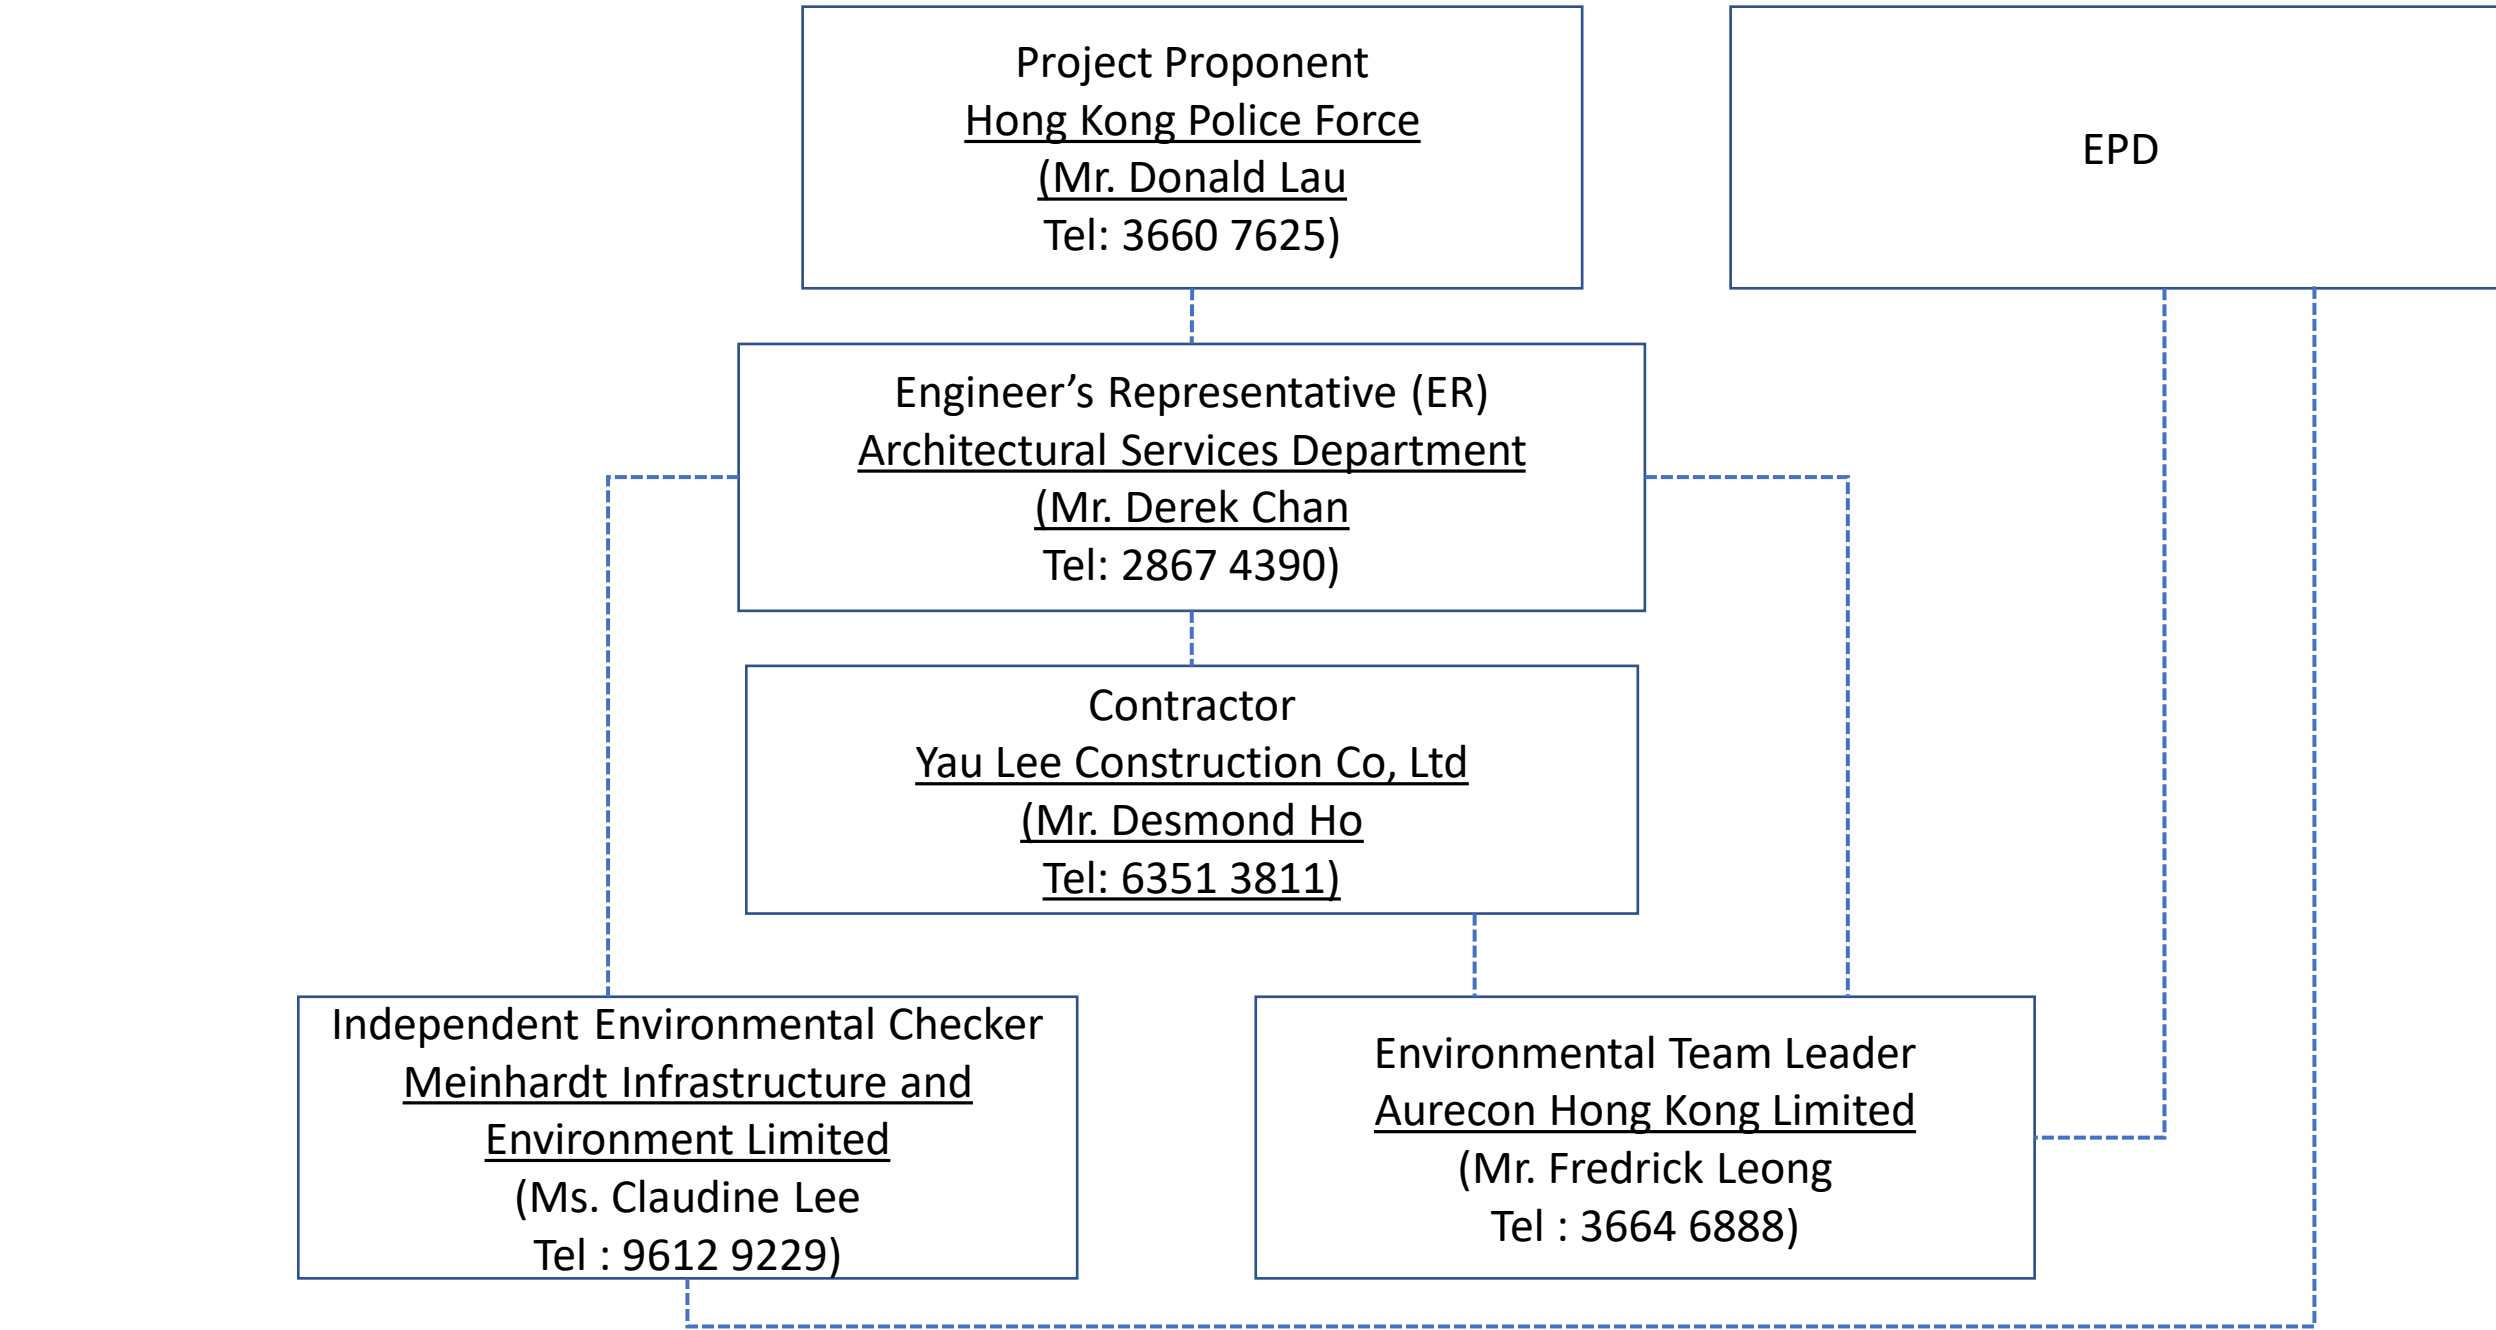 Project Proponent
Hong Kong Police Force
(Mr. Donald Lau
Tel: 3660 7625)
EPD
Engineer’s Representative (ER)
Architectural Services Department
(Mr. Derek Chan
Tel: 2867 4390)
Contractor
Yau Lee Construction Co, Ltd
(Mr. Desmond Ho
Tel: 6351 3811)
Independent Environmental Checker
Meinhardt Infrastructure and
Environment Limited
(Ms. Claudine Lee
Tel : 9612 9229)
Environmental Team Leader
Aurecon Hong Kong Limited
(Mr. Fredrick Leong
Tel : 3664 6888)